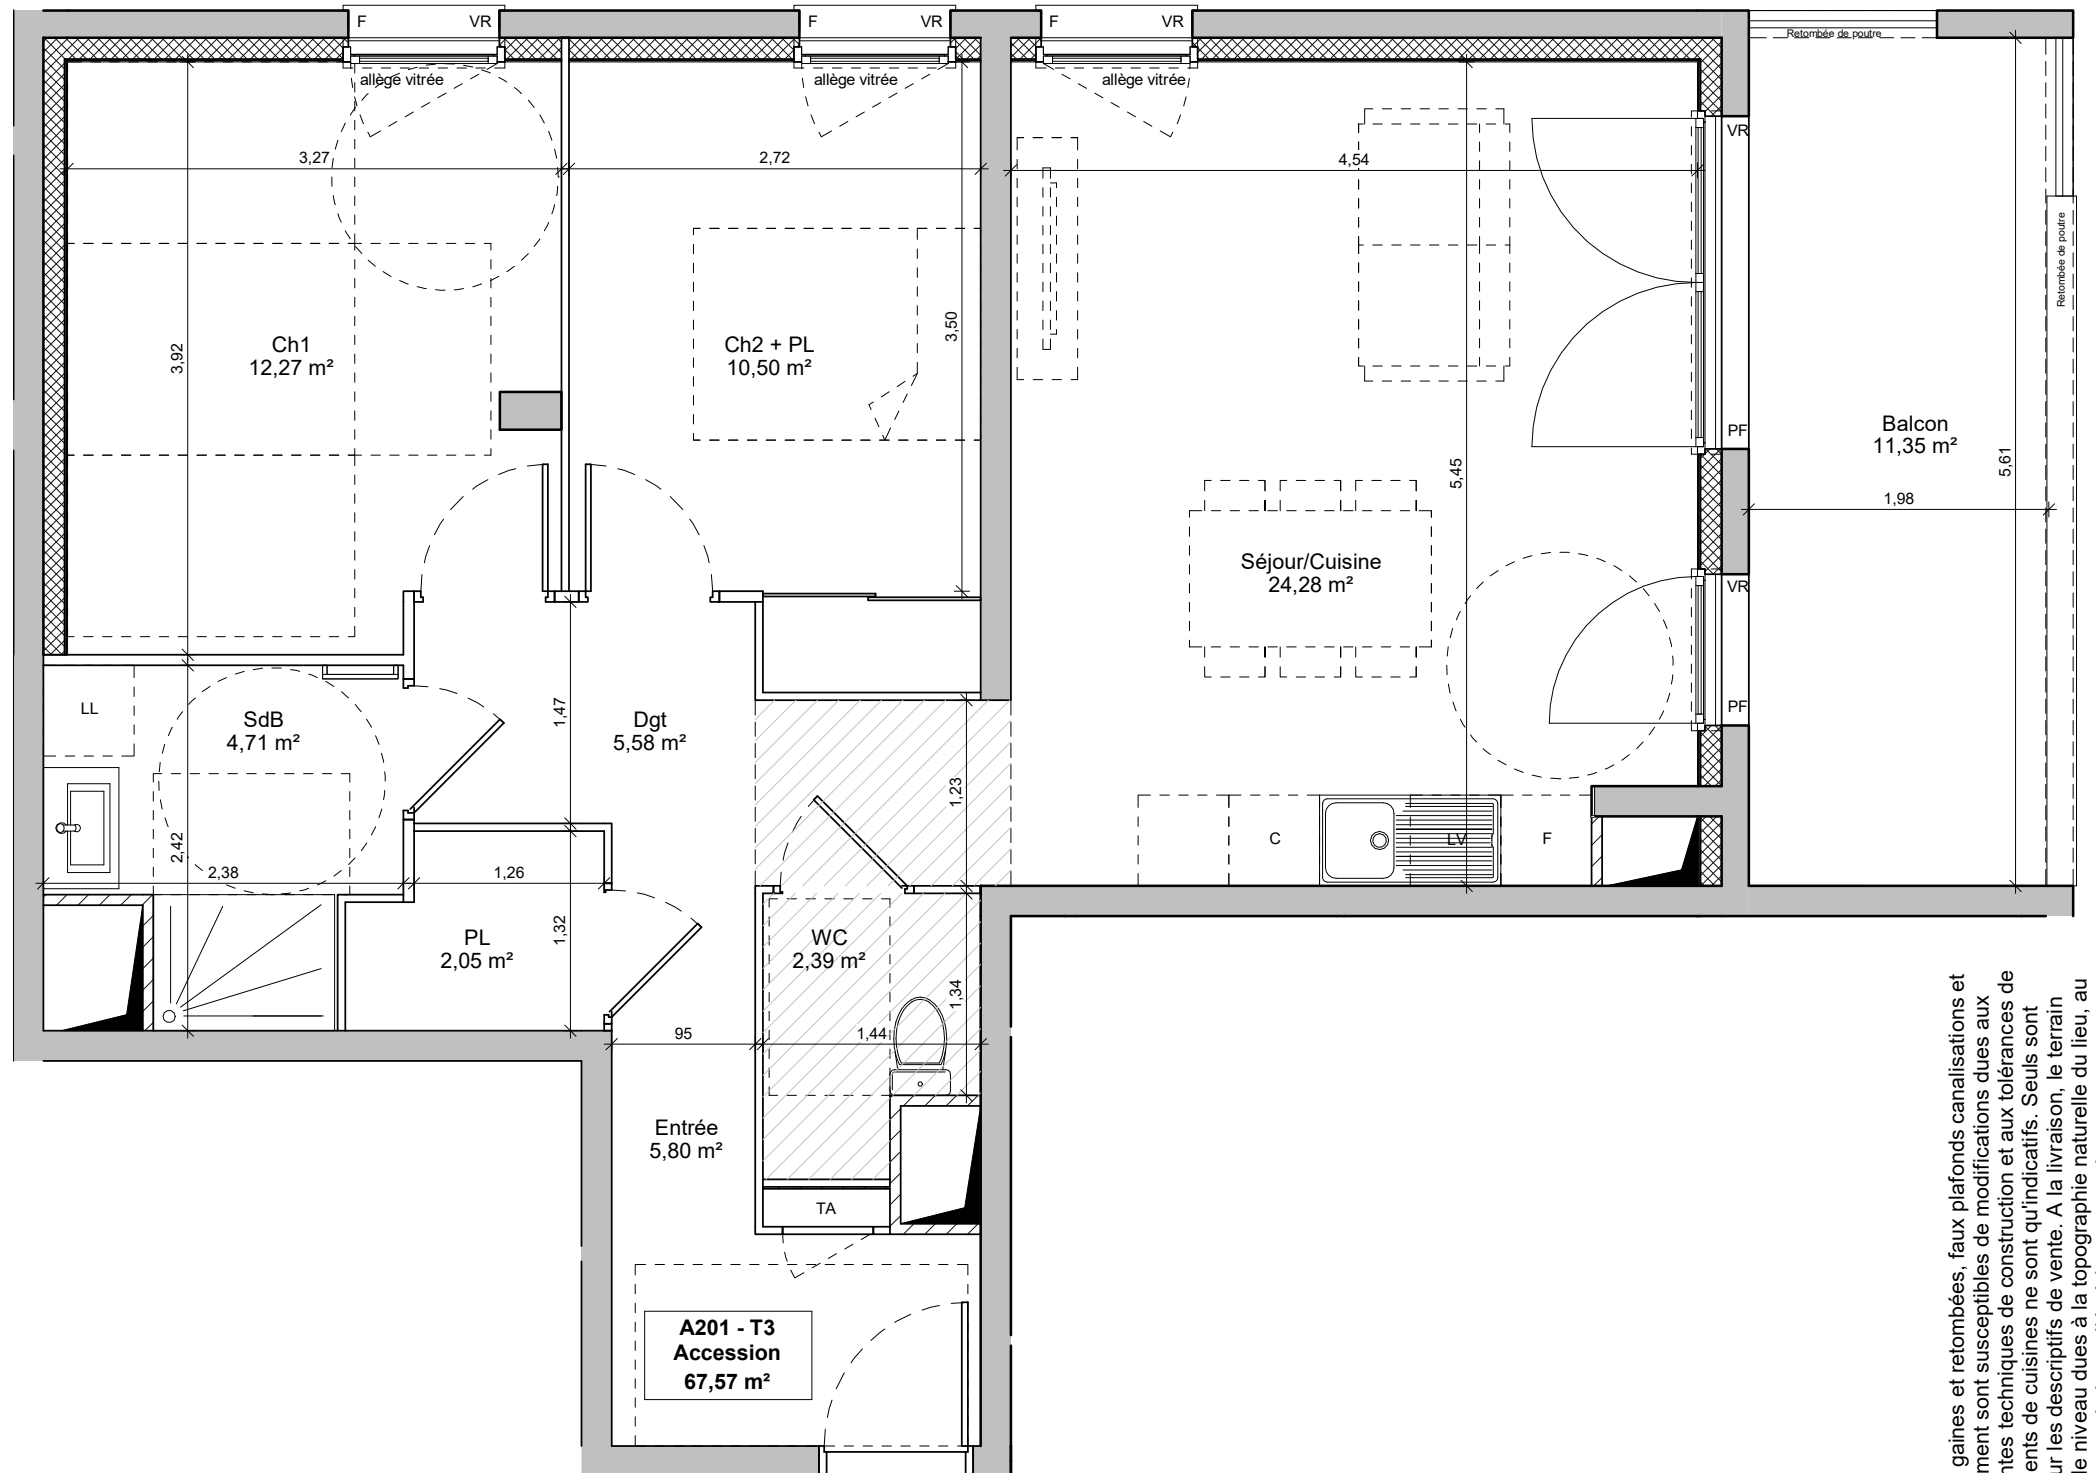 F VR
F VR
F VR
Retombée de poutre
allège vitrée
allège vitrée
allège vitrée
VR
3,27
2,72
4,54
Retombée de poutre
3,92
Ch1
12,27 m²
3,50
Ch2 + PL
10,50 m²
PF
Balcon
11,35 m²
5,45
5,61
1,98
Séjour/Cuisine
24,28 m²
VR
LL
SdB
4,71 m²
1,47
Dgt
5,58 m²
PF
1,23
2,42
C
LV
F
2,38
1,26
PL
2,05 m²
1,32
WC
2,39 m²
1,34
95
1,44
Entrée
5,80 m²
TA
A201 - T3
Accession
67,57 m²
gaines et retombées, faux plafonds canalisations et
ment sont susceptibles de modifications dues aux
ntes techniques de construction et aux tolérances de
ents de cuisines ne sont qu'indicatifs. Seuls sont
ur les descriptifs de vente. A la livraison, le terrain
le niveau dues à la topographie naturelle du lieu, au